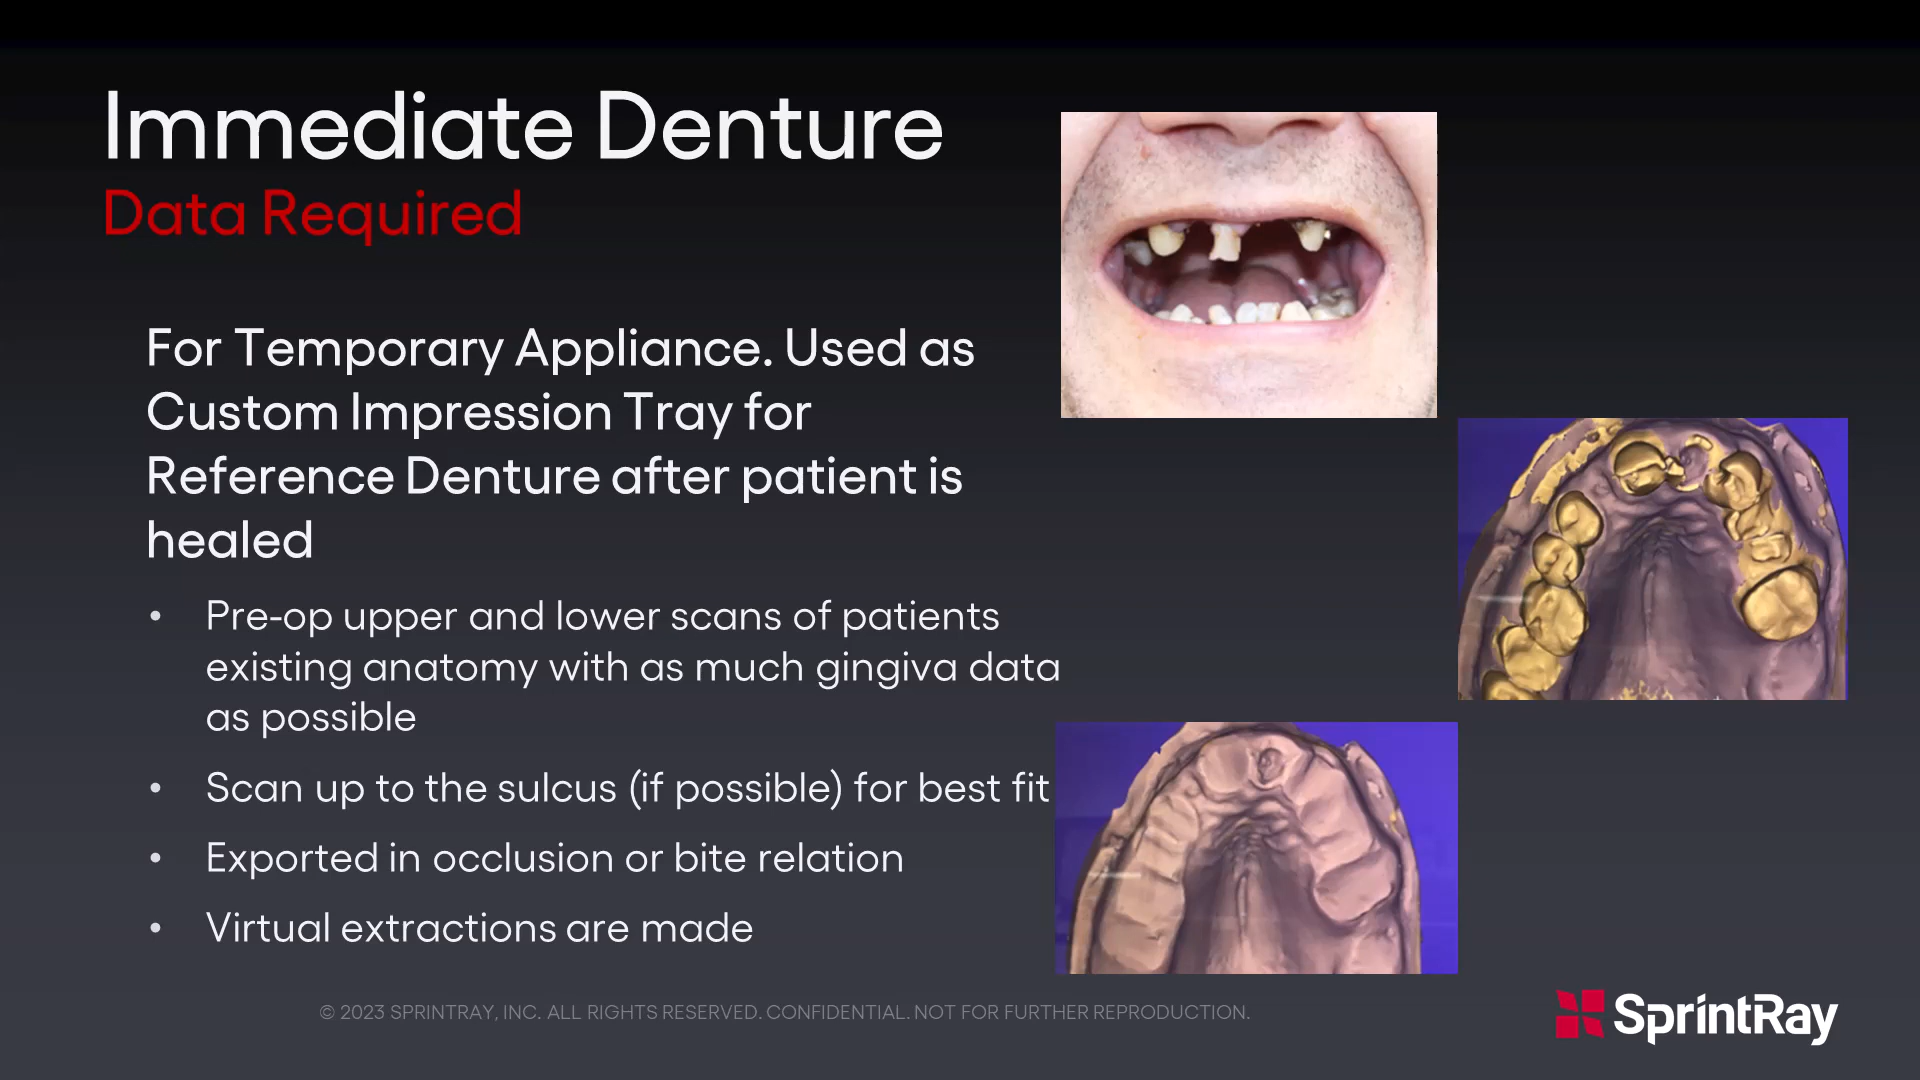 Immediate Denture
Data Required
For Temporary Appliance. Used as
Custom Impression Tray for
Reference Denture after patient is
healed
• Pre-op upper and lower scans of patients
existing anatomy with as much gingiva data
as possible
• Scan up to the sulcus (if possible) for best fit
• Exported in occlusion or bite relation
• Virtual extractions are made
© 2023 SPRINTRAY, INC. ALL RIGHTS RESERVED. CONFIDENTIAL. NOT FOR FURTHER REPRODUCTION.
SprintRay